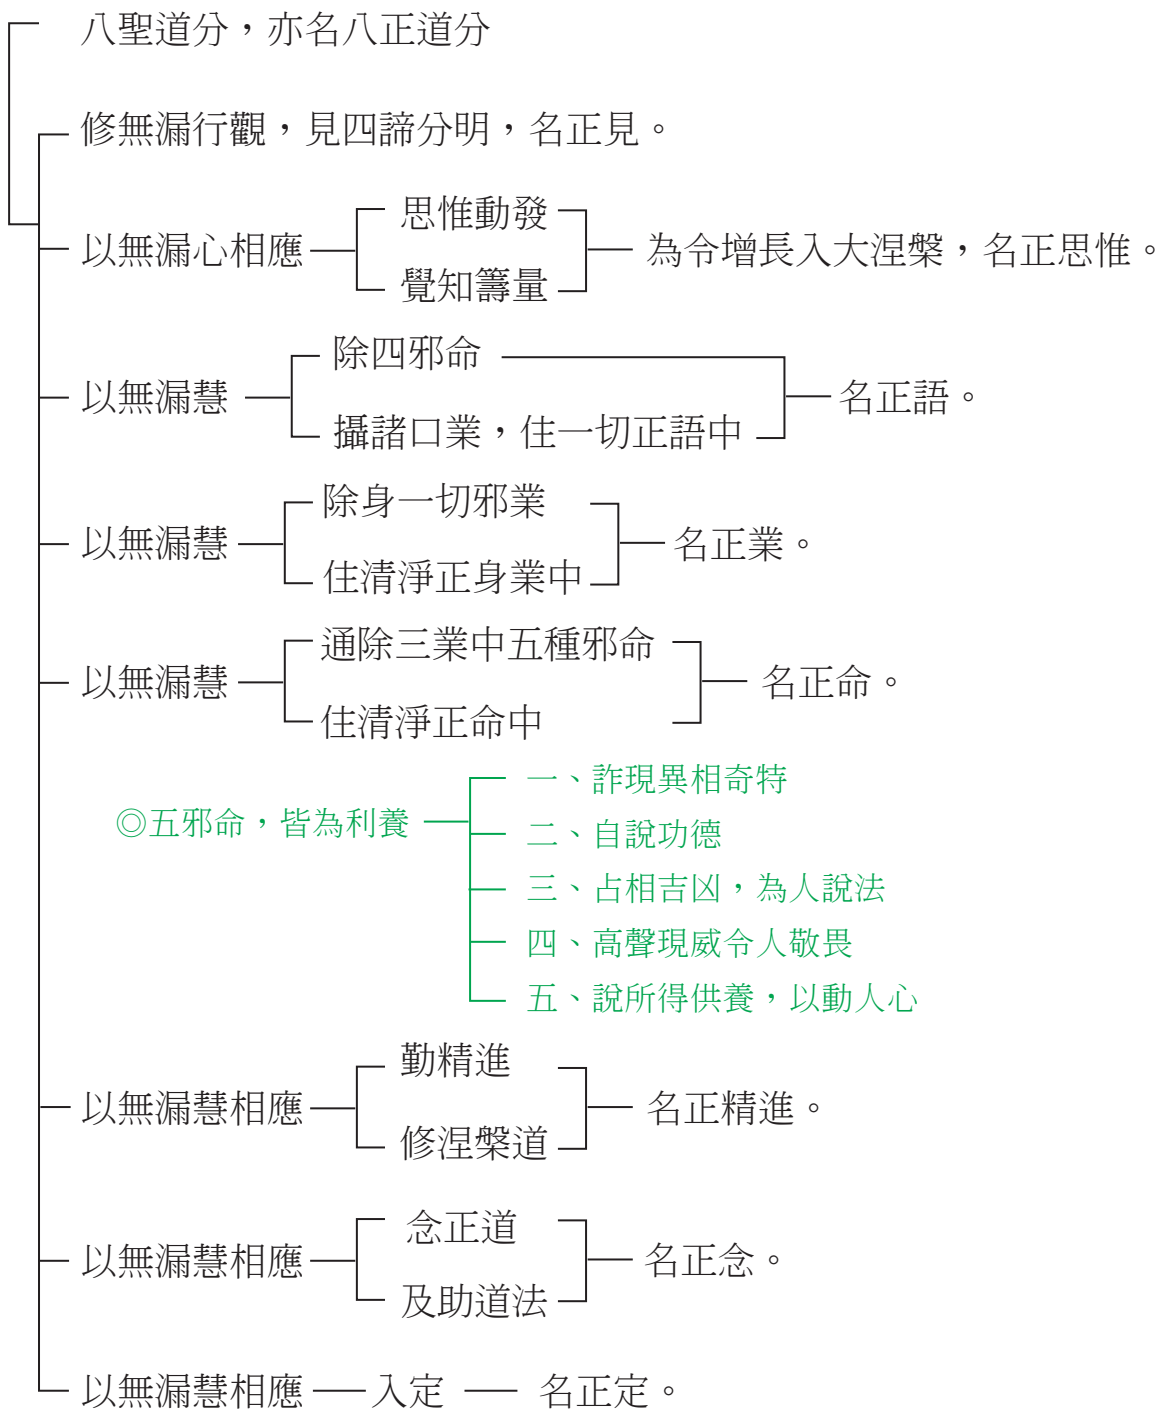 八聖道分，亦名八正道分
修無漏行觀，見四諦分明，名正見。
以無漏心相應
思惟動發
覺知籌量
為令增長入大涅槃，名正思惟。
以無漏慧
除四邪命
攝諸口業，住一切正語中
名正語。
以無漏慧
除身一切邪業
住清淨正身業中
名正業。
以無漏慧
通除三業中五種邪命
住清淨正命中
名正命。
◎五邪命，皆為利養
一、詐現異相奇特
二、自說功德
三、占相吉凶，為人說法
四、高聲現威令人敬畏
五、說所得供養，以動人心
以無漏慧相應
勤精進
修涅槃道
名正精進。
以無漏慧相應
念正道
及助道法
名正念。
以無漏慧相應
入定
名正定。